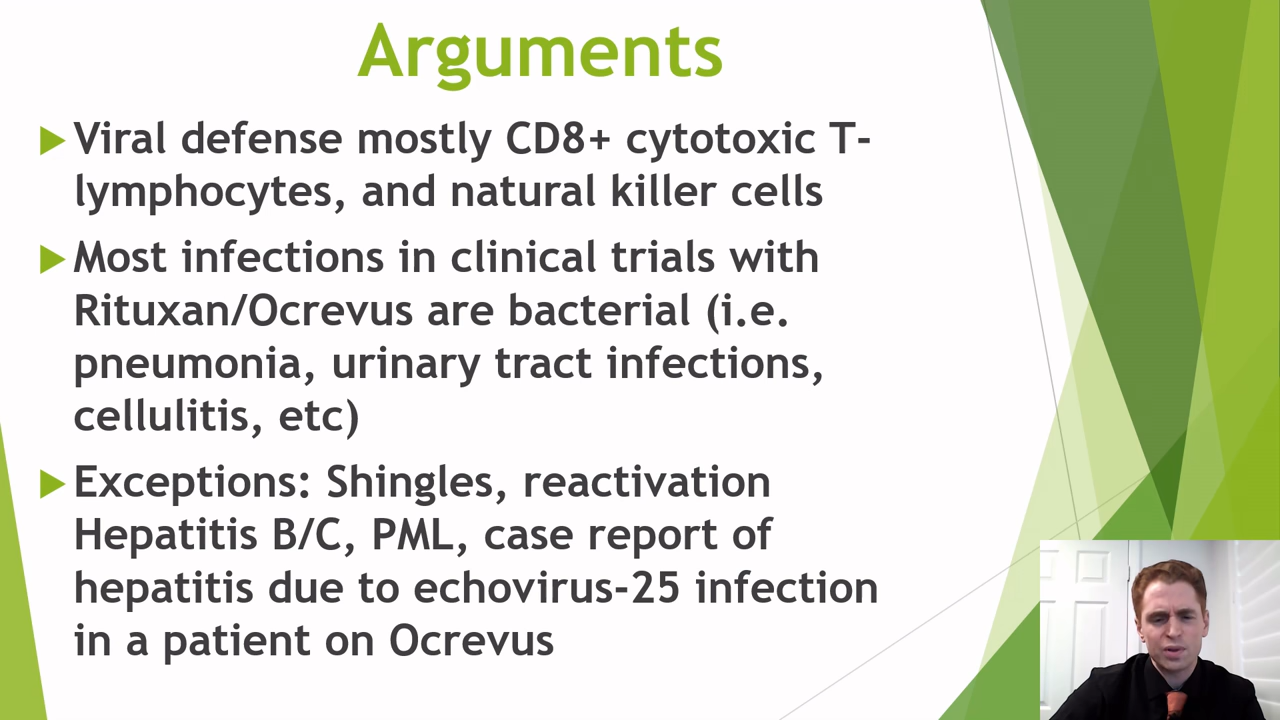 Arguments
Viral defense mostly CD8+ cytotoxic T-
lymphocytes, and natural killer cells
Most infections in clinical trials with
Rituxan/Ocrevus are bacterial (i.e.
pneumonia, urinary tract infections,
cellulitis, etc)
Exceptions: Shingles, reactivation
Hepatitis B/C, PML, case report of
hepatitis due to echovirus-25 infection
in a patient on Ocrevus